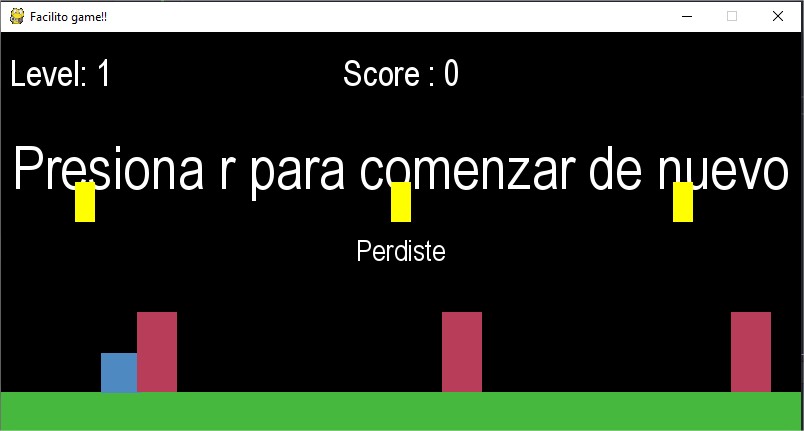 Facilito game!!
Level: 1
Score : 0
Presiona r para comenzar de nuevo
Perdiste